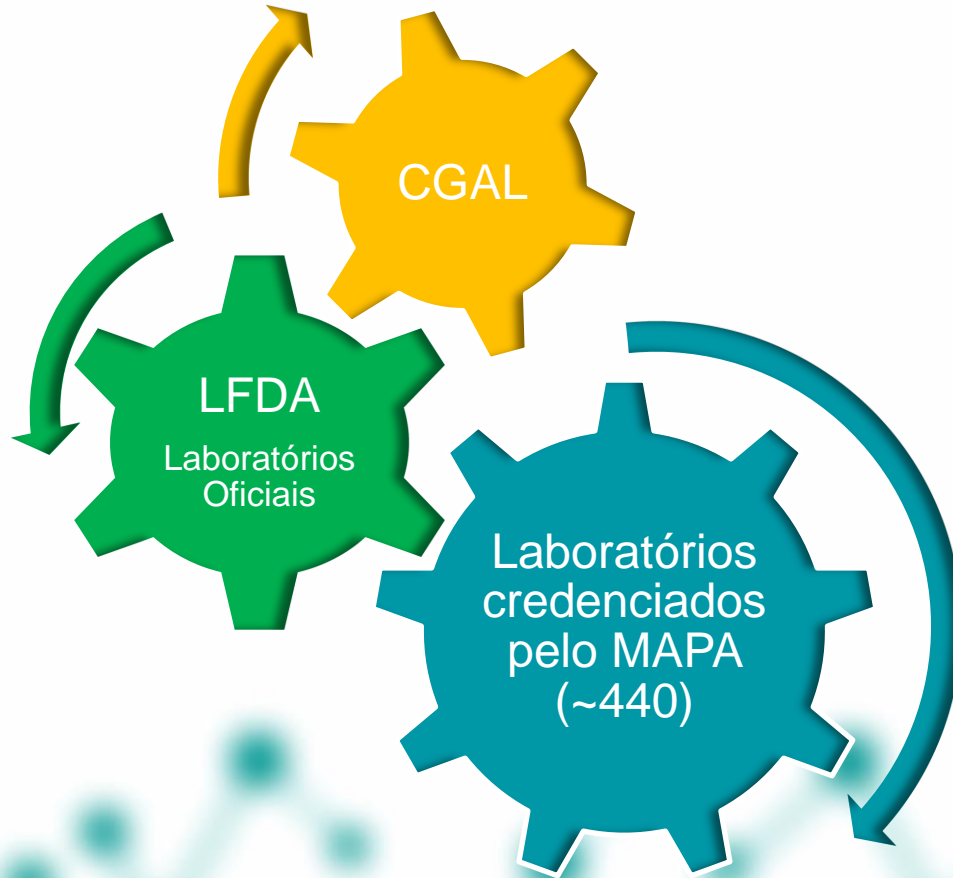 CGAL
LFDA
Laboratórios
Oficiais
Laboratórios
credenciados
pelo MAPA
(~440)